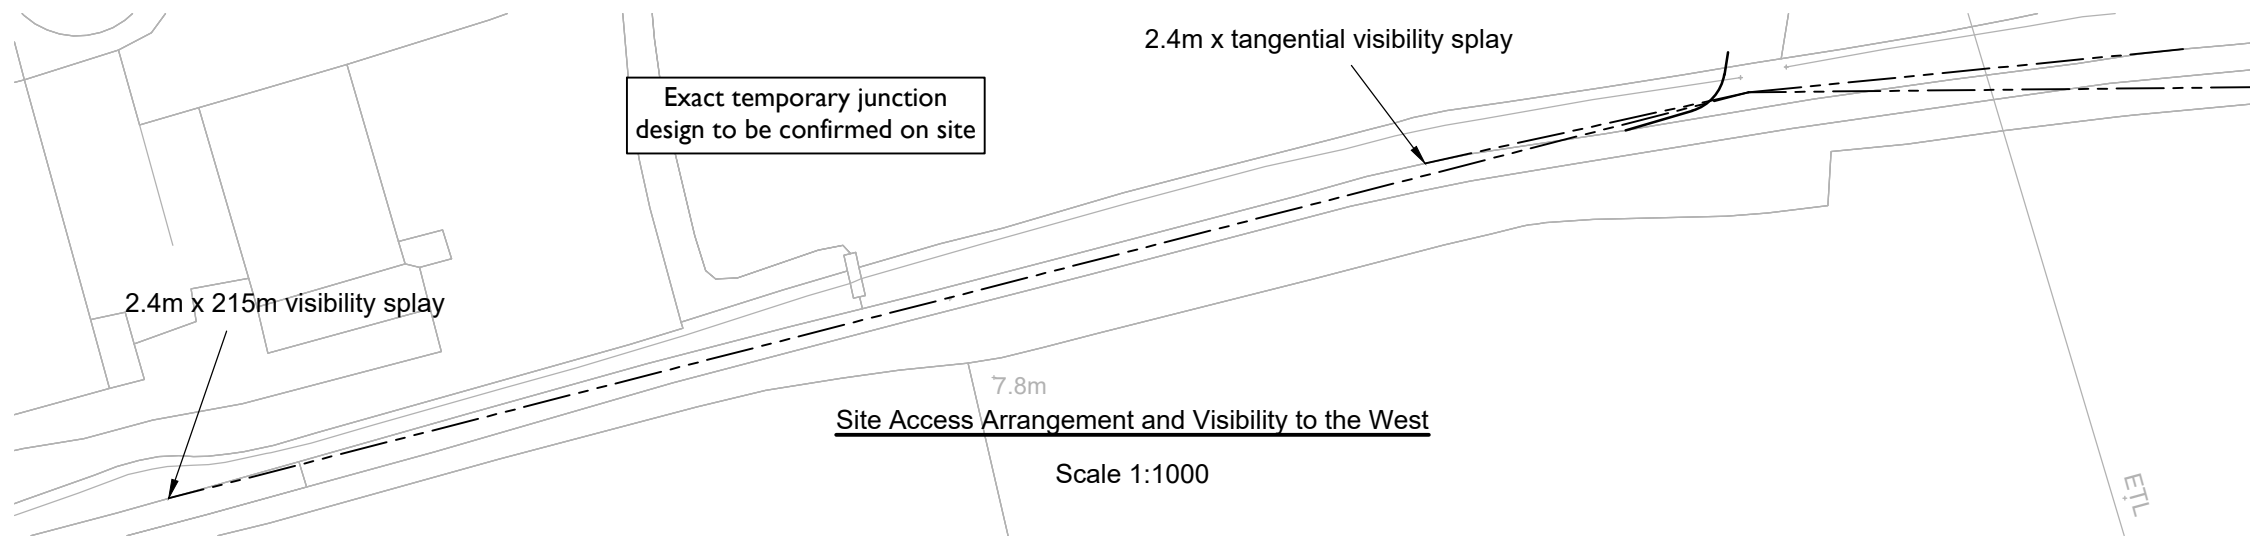 2.4m x tangential visibility splay
Exact temporary junction
design to be confirmed on site
2.4m x 215m visibility splay
7.8m
Site Access Arrangement and Visibility to the West
Scale 1:1000
ETL